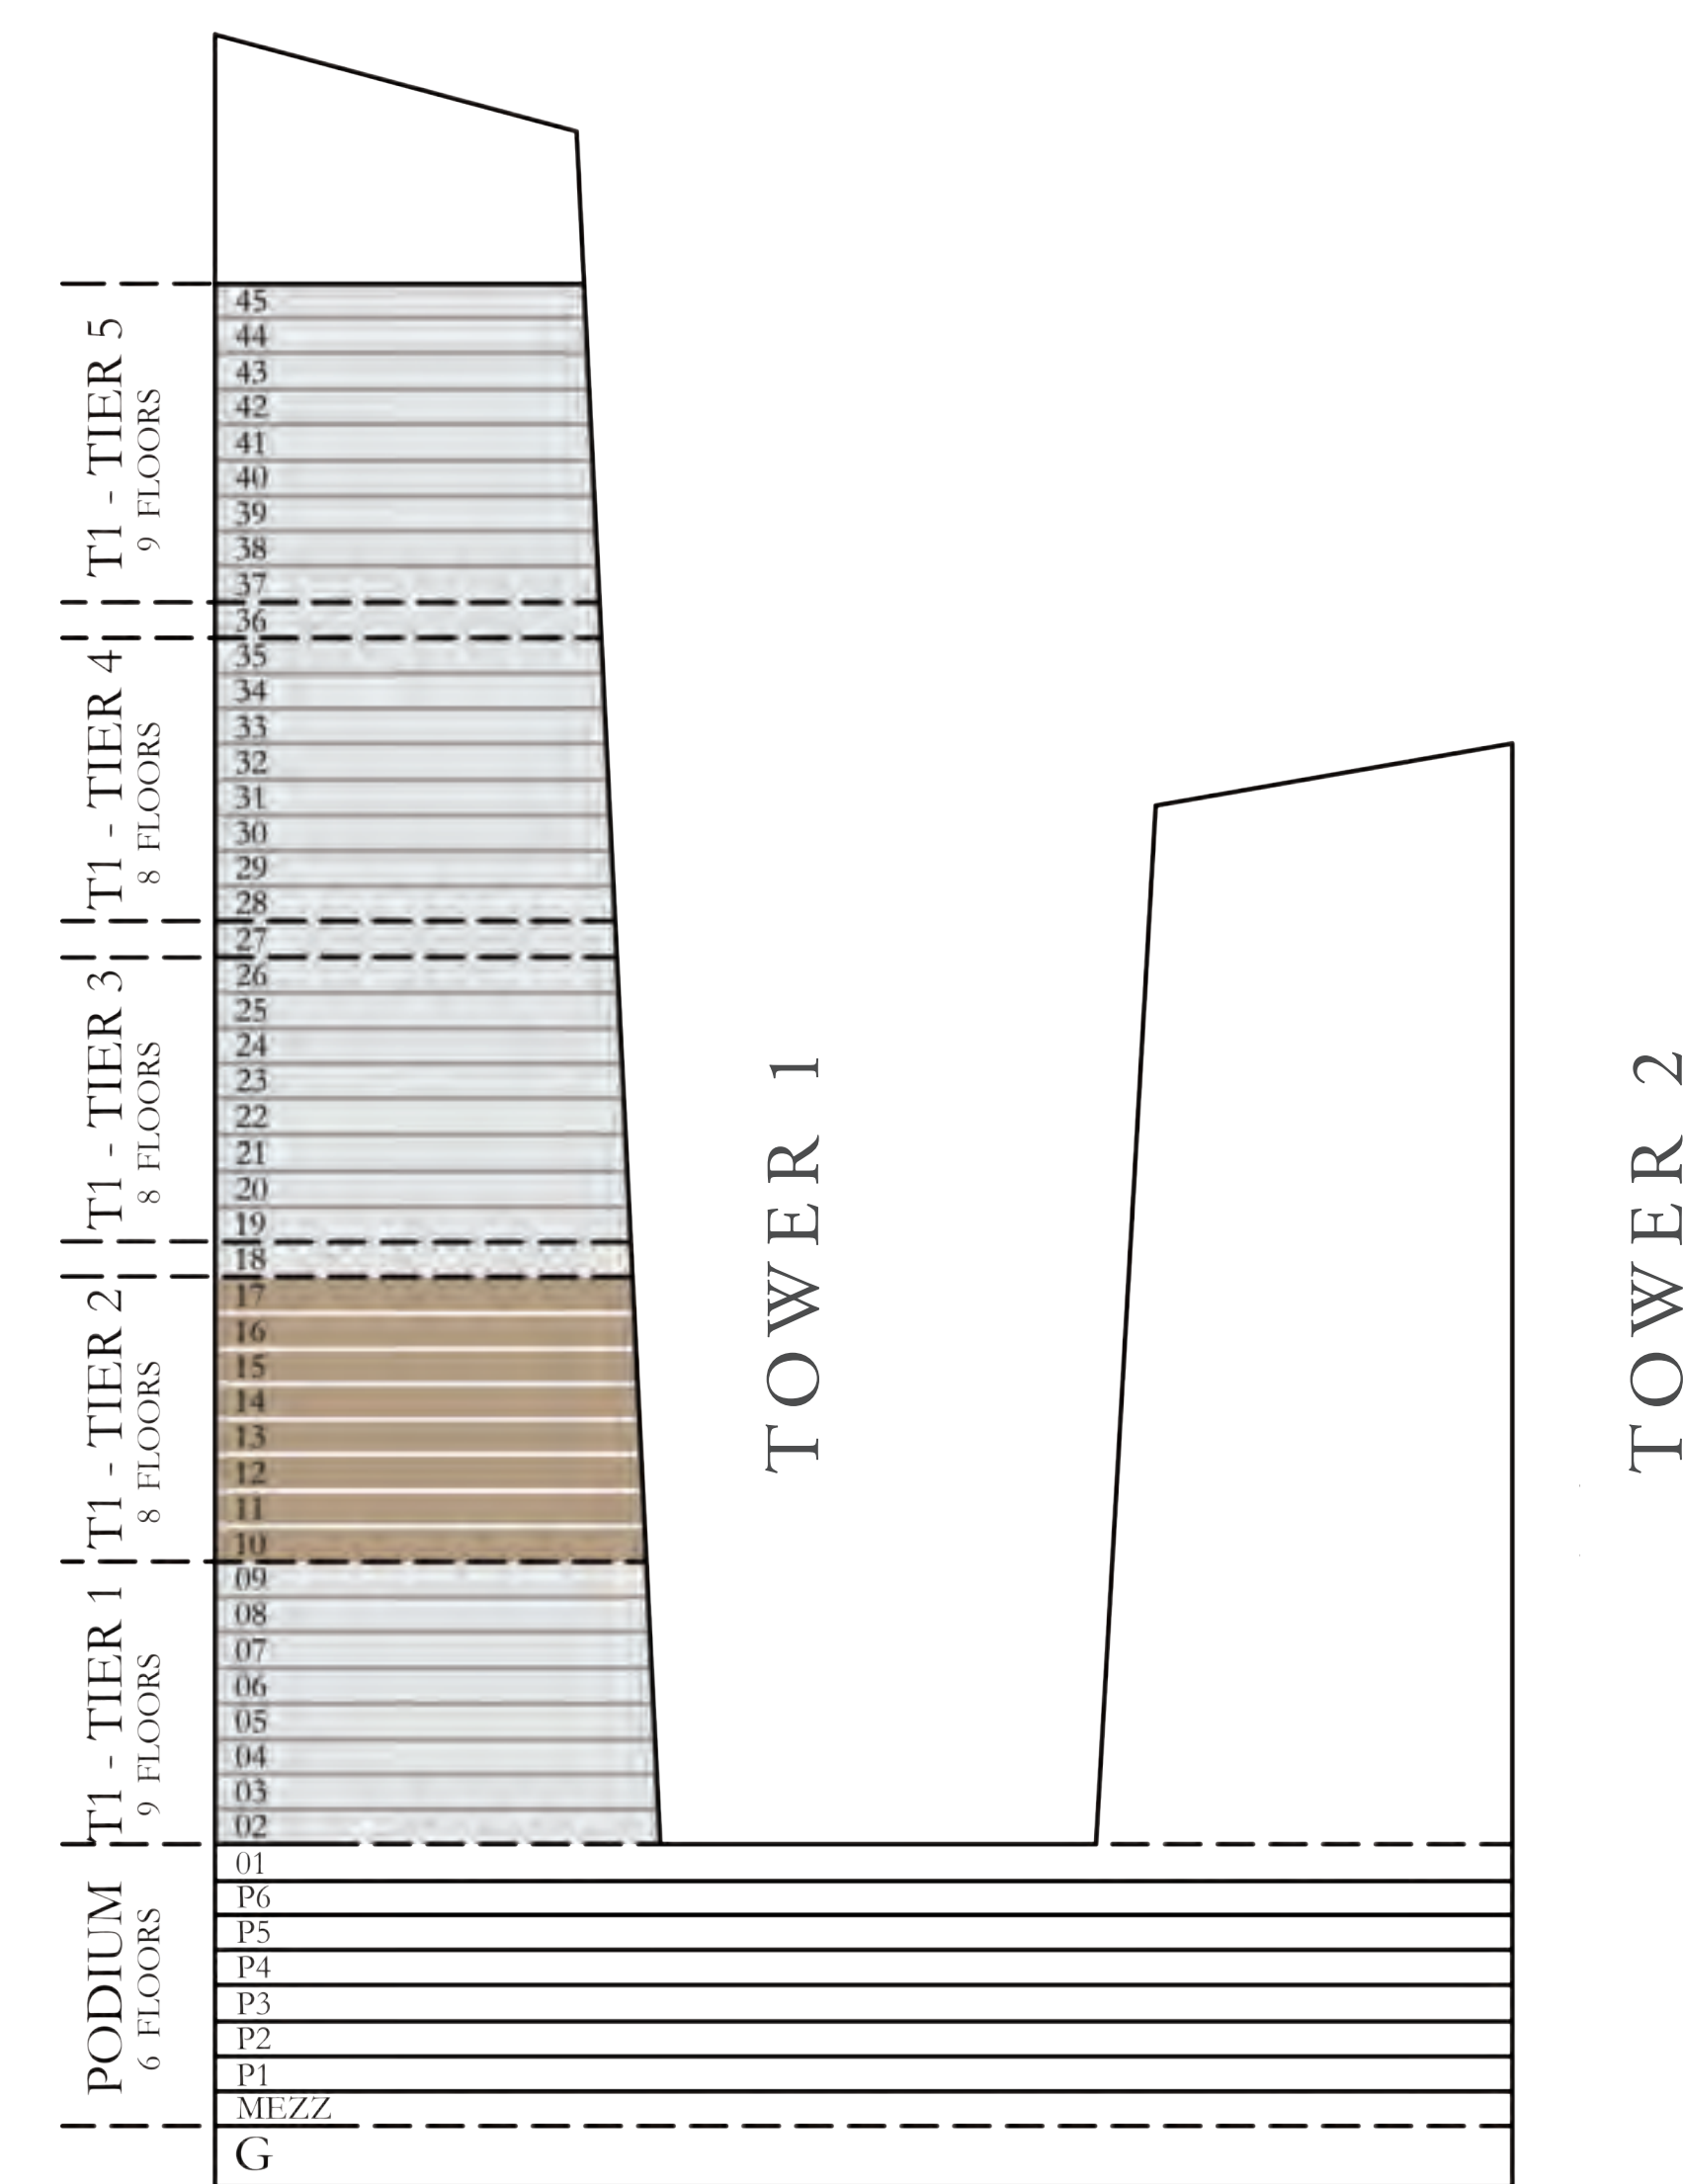 T1 - TIER 5
9 FLOORS
T1 - TIER 4
8 FLOORS
T1 - TIER 3
8 FLOORS
T1 - TIER 2
8 FLOORS
T1 - TIER 1
9 FLOORS
PODIUM
6 FLOORS
45
44
43
42
41
40
39
38
37
36
35
34
33
32
31
30
29
28
27
26
25
24
23
22
21
20
19
18
17
16
15
14
13
12
11
10
09
08
07
06
05
04
03
02
01
P6
P5
P4
P3
P2
P1
MEZZ
G
TOWER 1
TOWER 2